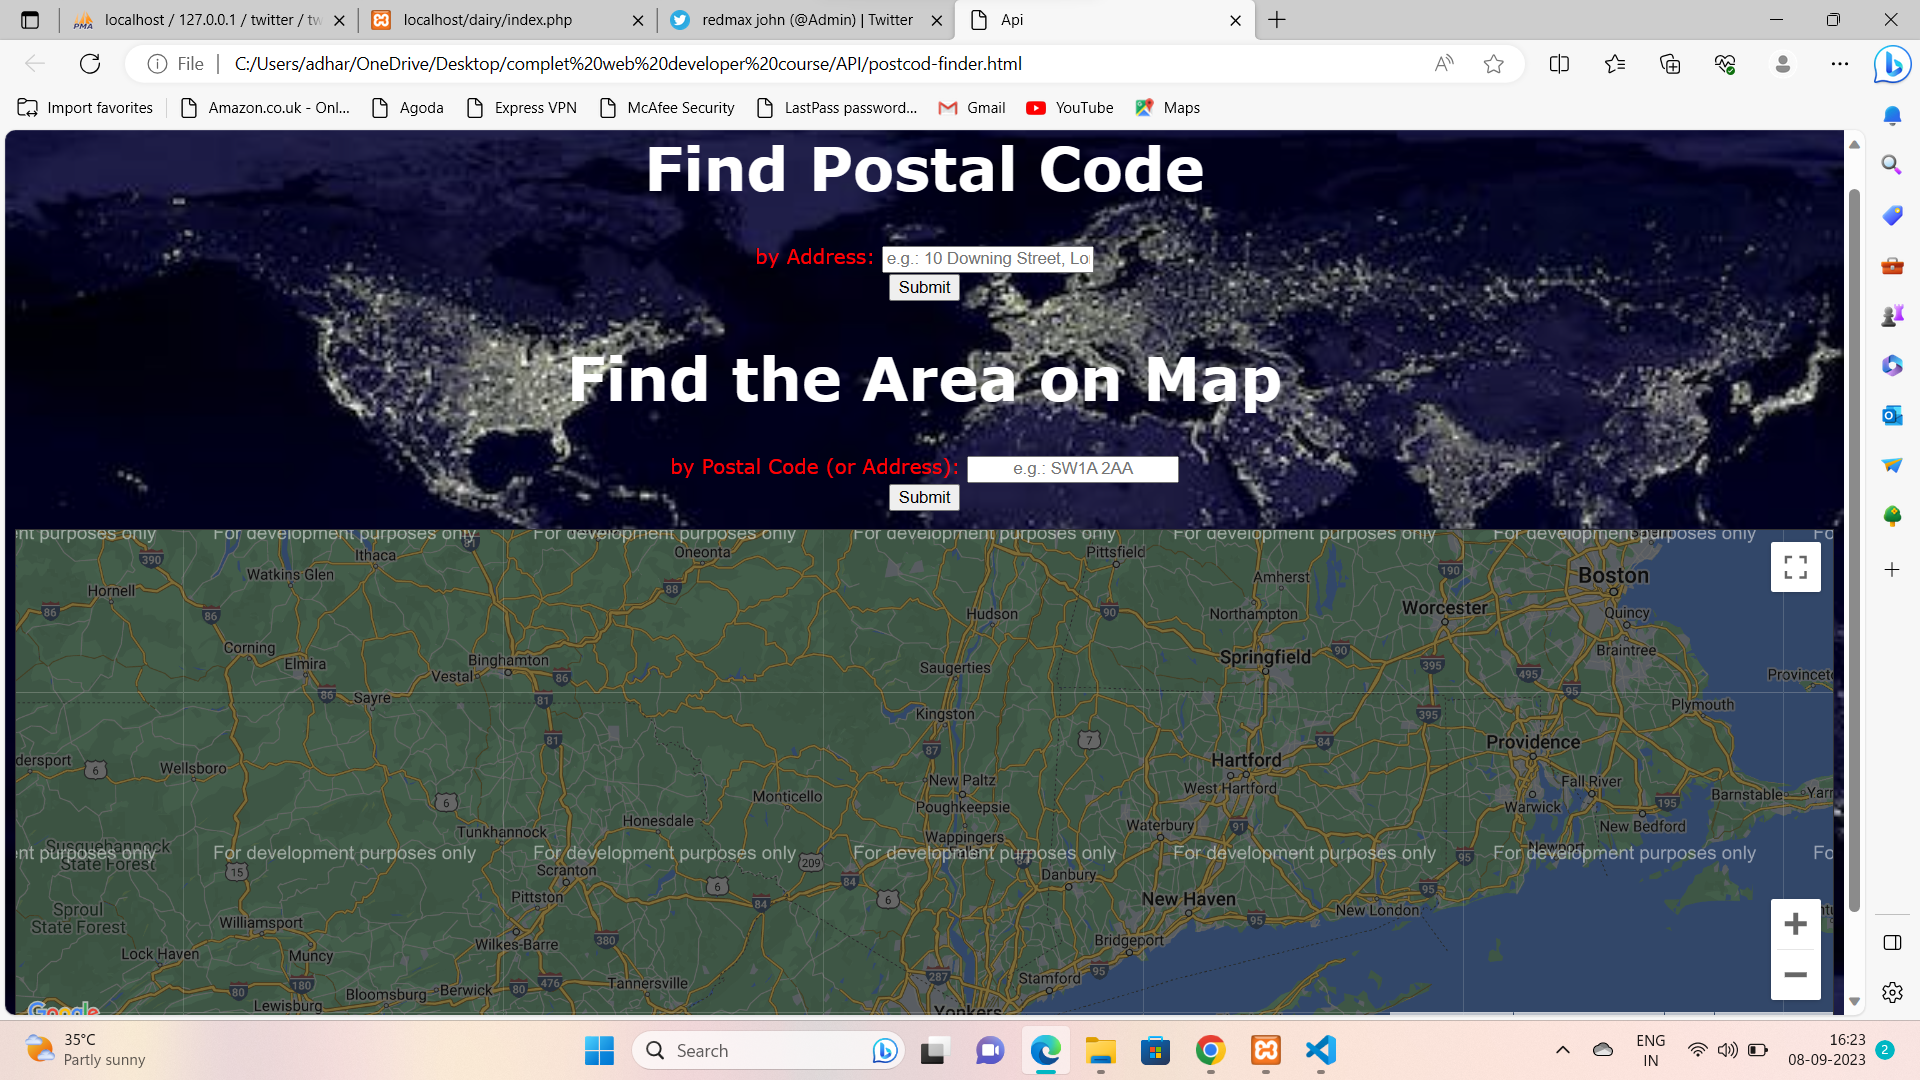 localhost / 127.0.0.1 / twitter / tw
localhost/dairy/index.php
redmax john (@Admin) | Twitter
Api
File
C:/Users/adhar/OneDrive/Desktop/complet%20web%20developer%20course/API/postcod-finder.html
Import favorites
Amazon.co.uk - Onl...
Agoda
Express VPN
McAfee Security
LastPass password...
Gmail
YouTube
Maps
Find Postal Code
by Address: e.g.: 10 Downing Street, Lo
Submit
Find the Area on Map
by Postal Code (or Address): e.g.: SW1A 2AA
Submit
nt purposes only For development purposes only For development purposes only For development purposes only For development purposes only For development purposes only Fo
Ithaca
Oneonta
Pittsfield
390
Watkins Glen
Amherst
190
Boston
Hornell
88
86
86
Hudson
90
Northampton
Worcester
Quincy
Corning
Elmira
Binghamton
Vestal
86
Saugerties
Springfield
90
395
Braintree
495
Provincet
86
Sayre
81
95
Kingston
395
Plymouth
81
87
7
84
Providence
dersport
6
Wellsboro
Hartford
Fall River
New Paltz
West Hartford
6
Monticello
Poughkeepsie
Warwick
195
Barnstable
Yarr
Honesdale
Tunkhannock
Wappingers
Waterbury
91
New Bedford
Susquehannock
State Forest
nt purposes only For development purposes only For development purposes only For development purposes only For development purposes only For development purposes only Fo
Newport
209
95
15
Scranton
6
84
Danbury
95
Pittston
84
6
New Haven
95
New London
Sproul
State Forest
Williamsport
Wilkes-Barre
380
Bridgeport
Lock Haven
Muncy
287
Stamford
95
80
180
Bloomsburg
Berwick
80
476
Tannersville
Lewisburg
Yonkers
Google
35°C
Partly sunny
Search
ENG
IN
16:23
08-09-2023
2